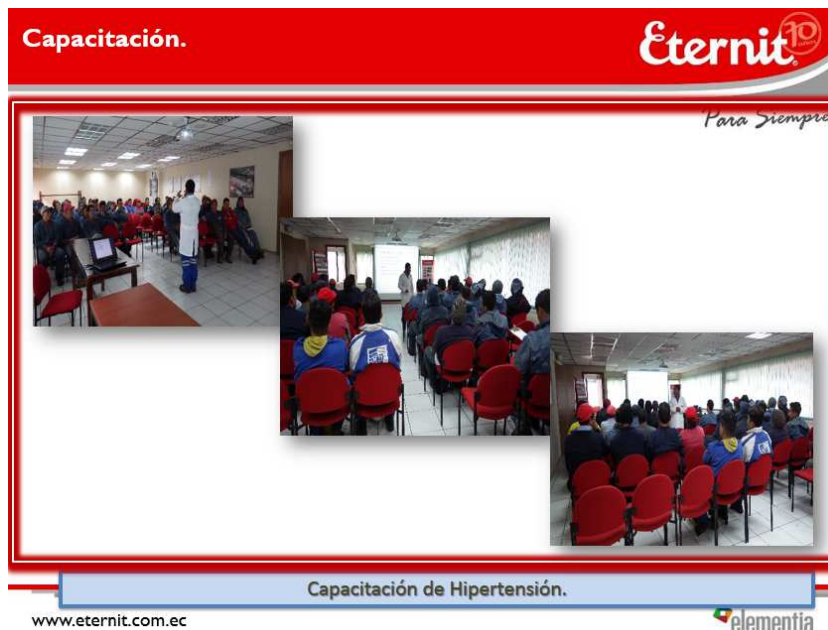 Capacitación.
Eternit
Para Siempre
Capacitación de Hipertensión.
www.eternit.com.ec
elementia